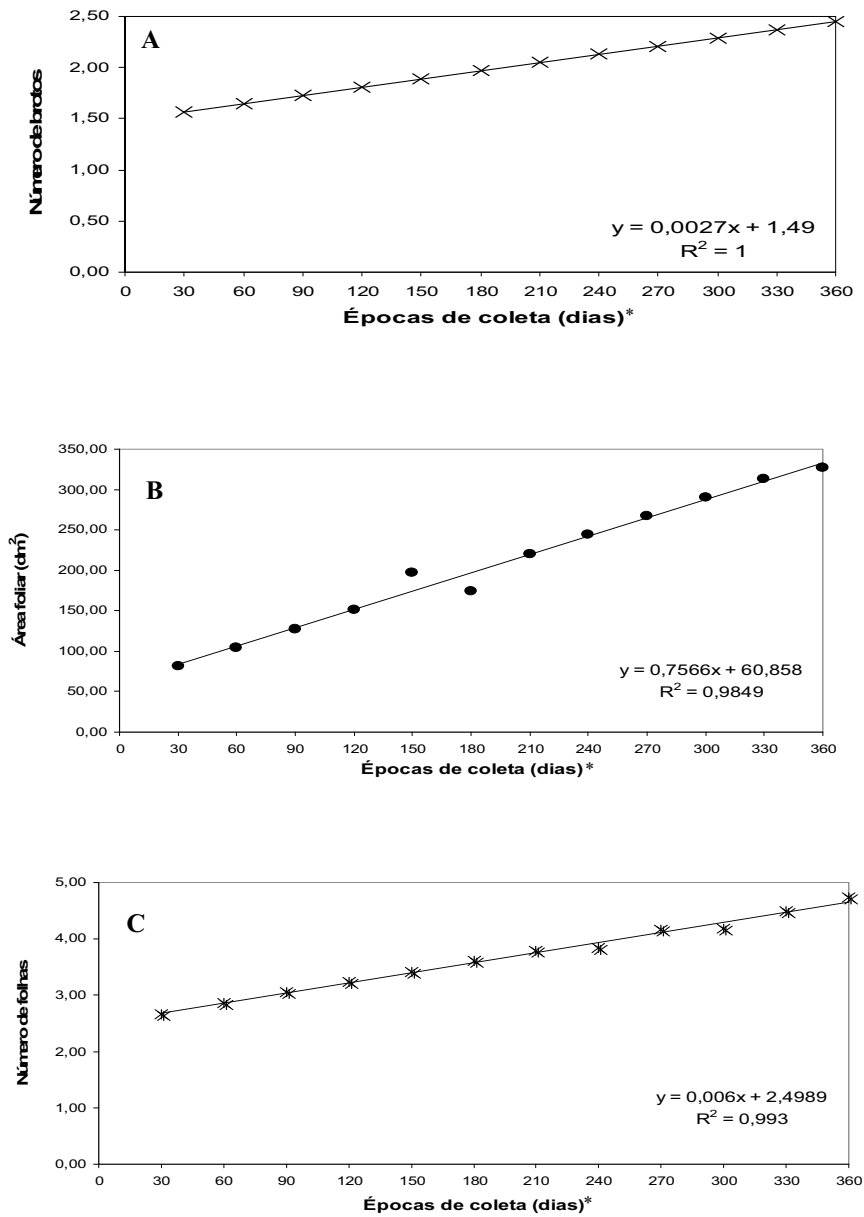 A
Número de brotos
2,50
2,00
1,50
1,00
0,50
0,00
0 30 60 90 120 150 180 210 240 270 300 330 360
y = 0,0027x + 1,49
R² = 1
Épocas de coleta (dias)*
B
Área foliar (dm²)
350,00
300,00
250,00
200,00
150,00
100,00
50,00
0,00
0 30 60 90 120 150 180 210 240 270 300 330 360
y = 0,7566x + 60,858
R² = 0,9849
Épocas de coleta (dias)*
C
Número de folhas
5,00
4,00
3,00
2,00
1,00
0,00
0 30 60 90 120 150 180 210 240 270 300 330 360
y = 0,006x + 2,4989
R² = 0,993
Épocas de coleta (dias)*